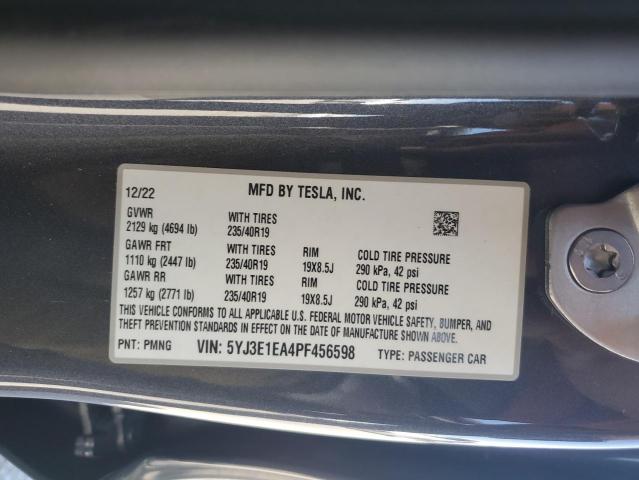 12/22 MFD BY TESLA, INC.
GVWR WITH TIRES
2129 kg (4694 lb) 235/40R19
GAWR FRT WITH TIRES RIM COLD TIRE PRESSURE
1110 kg (2447 lb) 235/40R19 19X8.5J 290 kPa, 42 psi
GAWR RR WITH TIRES RIM COLD TIRE PRESSURE
1257 kg (2771 lb) 235/40R19 19X8.5J 290 kPa, 42 psi
THIS VEHICLE CONFORMS TO ALL APPLICABLE U.S. FEDERAL MOTOR VEHICLE SAFETY, BUMPER, AND
THEFT PREVENTION STANDARDS IN EFFECT ON THE DATE OF MANUFACTURE SHOWN ABOVE.
PNT: PMNG VIN: 5YJ3E1EA4PF456598 TYPE: PASSENGER CAR